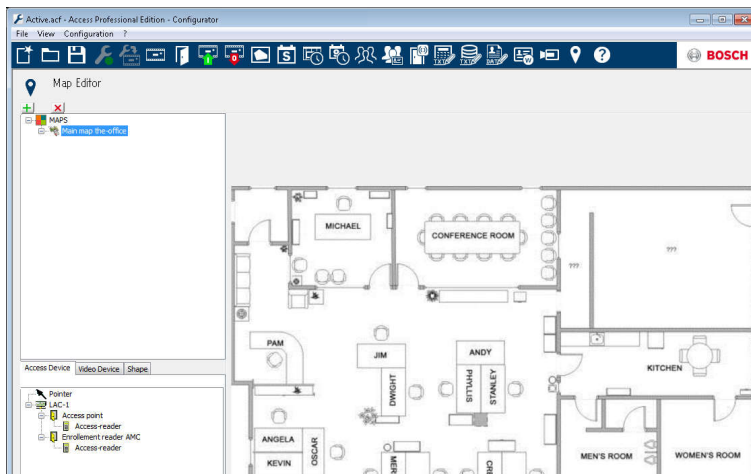 Active.acf - Access Professional Edition - Configurator
File View Configuration ?
BOSCH
Map Editor
MAPS
Main map the-office
Access Device Video Device Shape
Pointer
LAC-1
Access point
Access-reader
Enrollement reader AMC
Access-reader
MICHAEL
CONFERENCE ROOM
???
???
PAM
JIM
ANDY
KITCHEN
DWIGHT
PHYLLIS
STANLEY
ANGELA
OSCAR
KEVIN
MEN'S ROOM
WOMEN'S ROOM